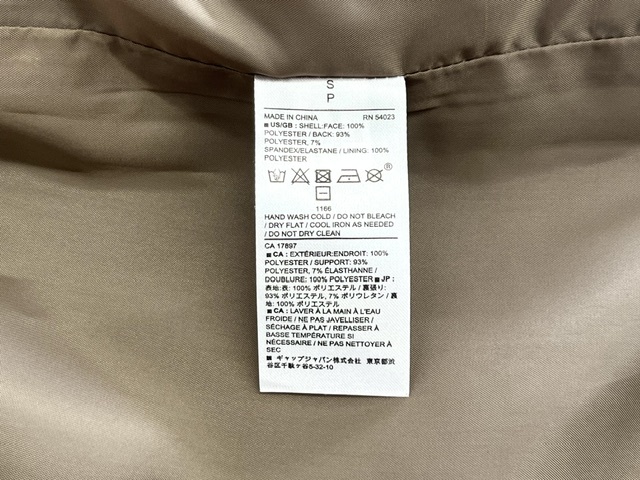 S
P
MADE IN CHINA RN 54023
■ US/GB : SHELL:FACE: 100%
POLYESTER / BACK: 93%
POLYESTER, 7%
SPANDEX/ELASTANE / LINING: 100%
POLYESTER
®
1166
HAND WASH COLD / DO NOT BLEACH
/ DRY FLAT / COOL IRON AS NEEDED
/ DO NOT DRY CLEAN
CA 17897
■ CA : EXTÉRIEUR:ENDROIT: 100%
POLYESTER / SUPPORT: 93%
POLYESTER, 7% ÉLASTHANNE /
DOUBLURE: 100% POLYESTER ■ JP :
表地:表: 100% ポリエステル / 裏張り:
93% ポリエステル, 7% ポリウレタン / 裏
地: 100% ポリエステル
■ CA : LAVER À LA MAIN À L'EAU
FROIDE / NE PAS JAVELLISER /
SÉCHAGE À PLAT / REPASSER À
BASSE TEMPÉRATURE SI
NÉCESSAIRE / NE PAS NETTOYER À
SEC
■ ギャップジャパン株式会社 東京都渋
谷区千駄ヶ谷5-32-10